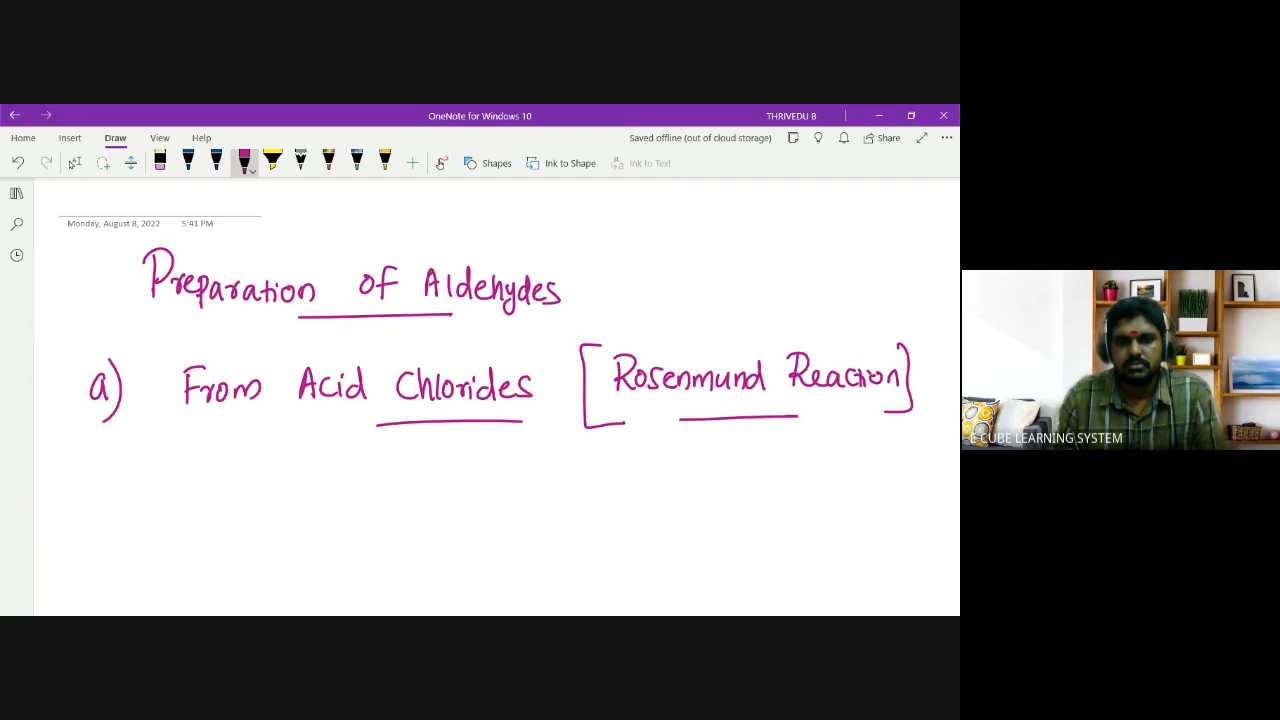 OneNote for Windows 10
THRIVEDU B
Home Insert Draw View Help
Saved offline (out of cloud storage)
Share
Shapes
Ink to Shape
Ink to Text
Monday, August 8, 2022 5:41 PM
Preparation of Aldehydes
a) From Acid Chlorides [Rosenmund Reaction]
E CUBE LEARNING SYSTEM